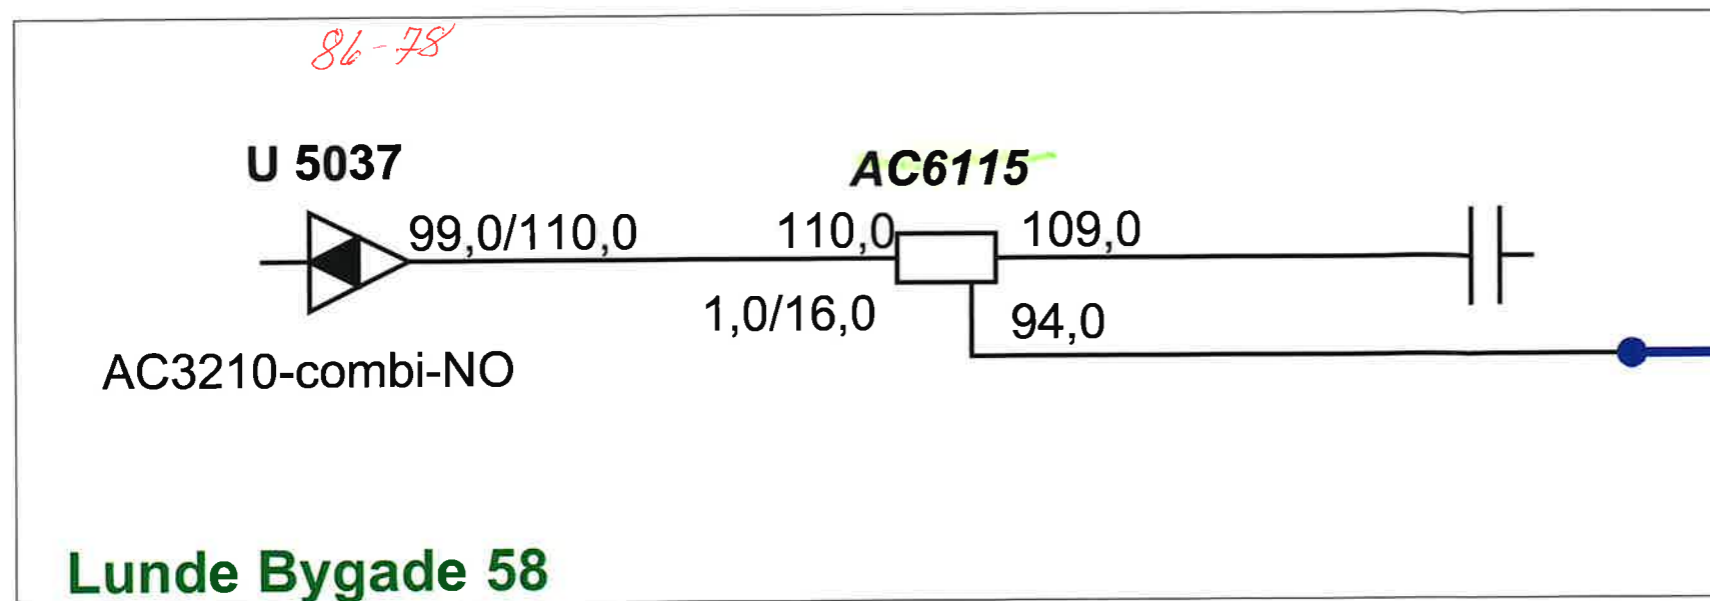 86-78
U 5037
AC6115
99,0/110,0
110,0
109,0
1,0/16,0
94,0
AC3210-combi-NO
Lunde Bygade 58